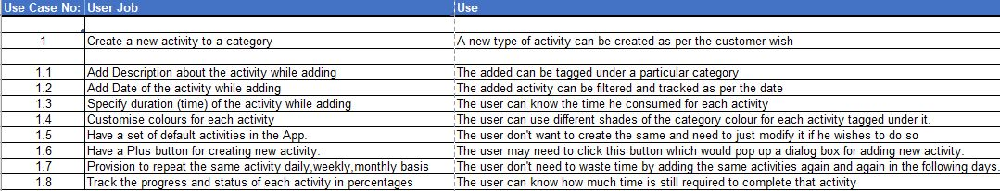 Use Case No: User Job Use
1 Create a new activity to a category A new type of activity can be created as per the customer wish
1.1 Add Description about the activity while adding The added can be tagged under a particular category
1.2 Add Date of the activity while adding The added activity can be filtered and tracked as per the date
1.3 Specify duration (time) of the activity while adding The user can know the time he consumed for each activity
1.4 Customise colours for each activity The user can use different shades of the category colour for each activity tagged under it.
1.5 Have a set of default activities in the App. The user don't want to create the same and need to just modify it if he wishes to do so
1.6 Have a Plus button for creating new activity. The user may need to click this button which would pop up a dialog box for adding new activity.
1.7 Provision to repeat the same activity daily,weekly,monthly basis The user don't need to waste time by adding the same activities again and again in the following days.
1.8 Track the progress and status of each activity in percentages The user can know how much time is still required to complete that activity